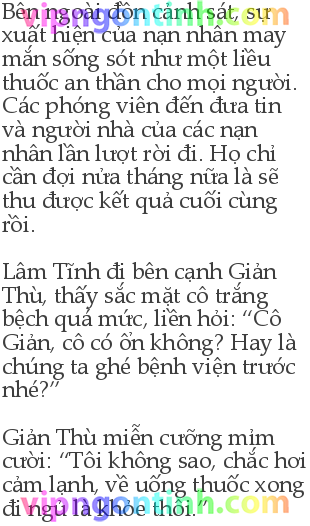 Bên ngoài đồn cảnh sát, sự
xuất hiện của nạn nhân may
mắn sống sót như một liều
thuốc an thần cho mọi người.
Các phóng viên đến đưa tin
và người nhà của các nạn
nhân lần lượt rời đi. Họ chỉ
cần đợi nửa tháng nữa là sẽ
thu được kết quả cuối cùng
rồi.
Lâm Tĩnh đi bên cạnh Giản
Thù, thấy sắc mặt cô trắng
bệch quá mức, liền hỏi: “Cô
Giản, cô có ổn không? Hay là
chúng ta ghé bệnh viện trước
nhé?”
Giản Thù miễn cưỡng mỉm
cười: “Tôi không sao, chắc hơi
cảm lạnh, về uống thuốc xong
đi ngủ là khỏe thôi.”
vipngontinh.com
vipngontinh.com